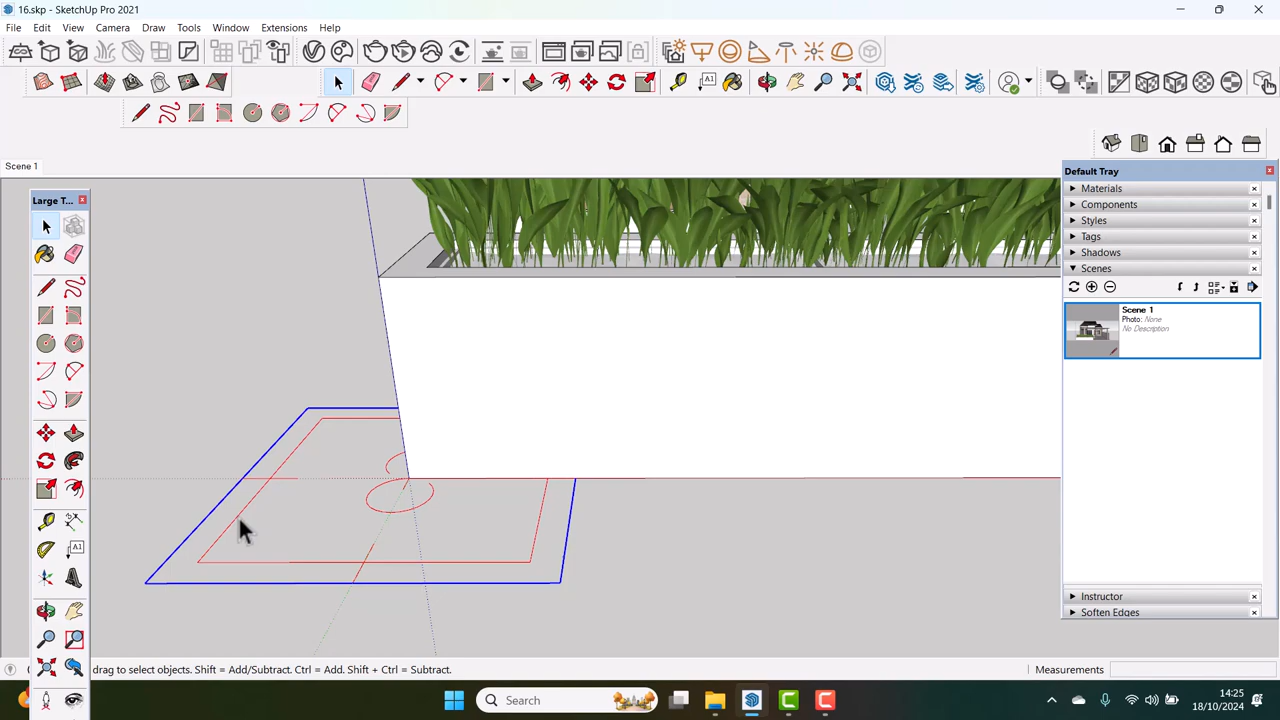 16.skp - SketchUp Pro 2021
File Edit View Camera Draw Tools Window Extensions Help
A1
Scene 1
Large T...
A1
Default Tray
Materials
Components
Styles
Tags
Shadows
Scenes
Scene 1
Photo: None
No Description
Instructor
Soften Edges
drag to select objects. Shift = Add/Subtract. Ctrl = Add. Shift + Ctrl = Subtract.
Measurements
Search
14:25
18/10/2024